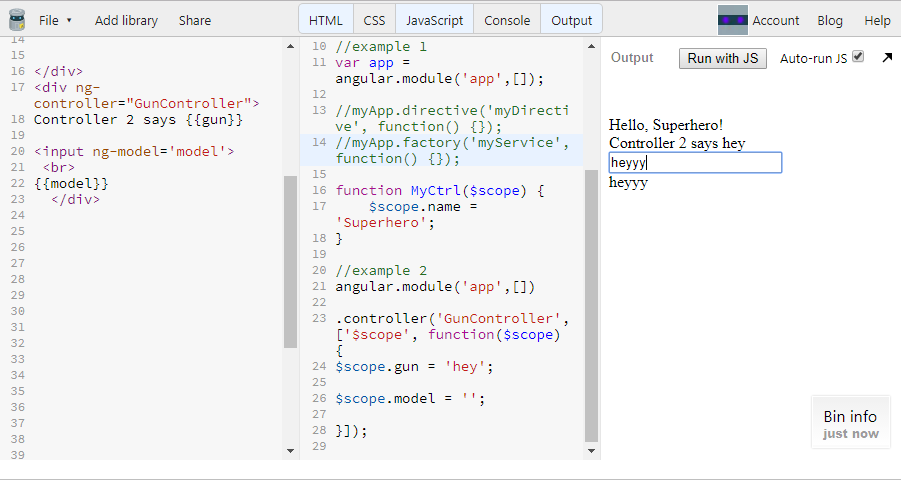 File ▾ Add library Share HTML CSS JavaScript Console Output Account Blog Help
14
15
16 </div>
17 <div ng-
controller="GunController">
18 Controller 2 says {{gun}}
19
20 <input ng-model='model'>
21 <br>
22 {{model}}
23 </div>
24
25
26
27
28
29
30
31
32
33
34
35
36
37
38
39
10 //example 1
11 var app =
angular.module('app',[]);
12
13 //myApp.directive('myDirecti
ve', function() {});
14 //myApp.factory('myService',
function() {});
15
16 function MyCtrl($scope) {
17 $scope.name =
'Superhero';
18 }
19
20 //example 2
21 angular.module('app',[])
22
23 .controller('GunController',
['$scope', function($scope)
{
24 $scope.gun = 'hey';
25
26 $scope.model = '';
27
28 }]);
29
Output Run with JS Auto-run JS
Hello, Superhero!
Controller 2 says hey
heyyy
heyyy
Bin info
just now